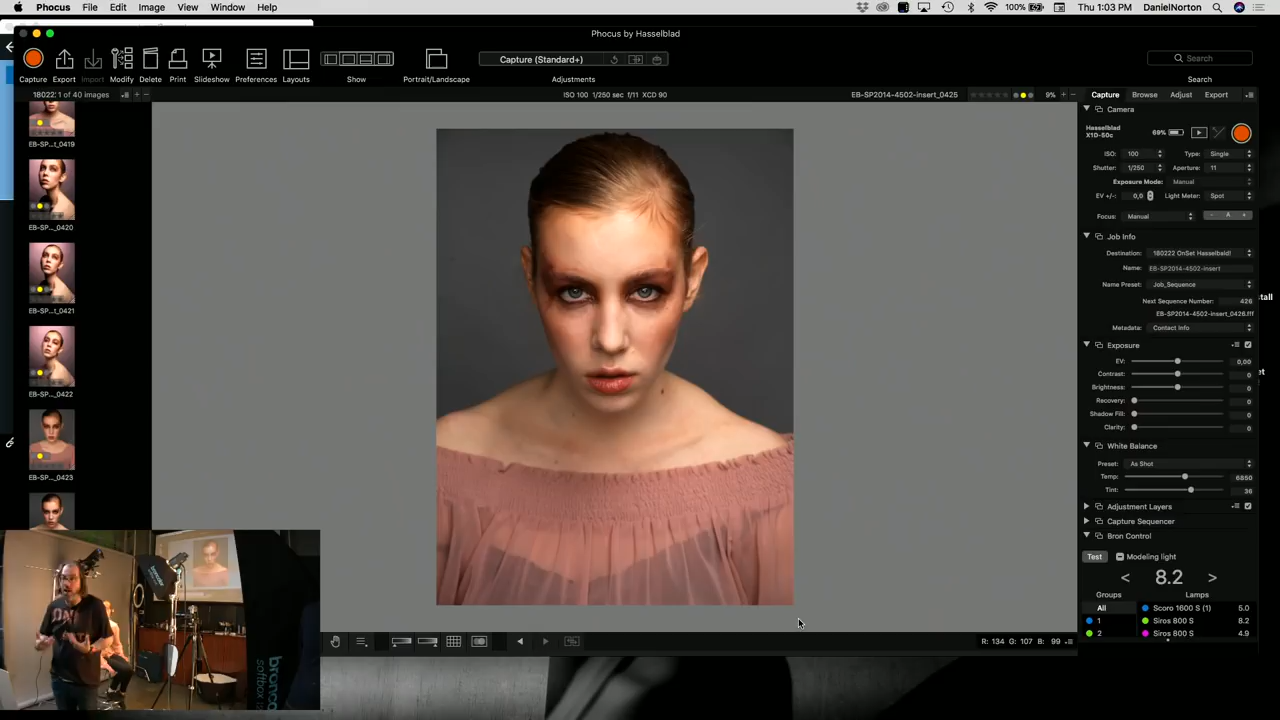 Phocus File Edit Image View Window Help 100% Thu 1:03 PM DanielNorton
Phocus by Hasselblad
Capture (Standard+) Search
Capture Export Import Modify Delete Print Slideshow Preferences Layouts Show Portrait/Landscape Adjustments Search
18022: 1 of 40 images ISO 100 1/250 sec f/11 XCD 90 EB-SP2014-4502-insert_0425 9% Capture Browse Adjust Export
EB-SP...t_0419
EB-SP..._0420
EB-SP...t_0421
EB-SP..._0422
EB-SP..._0423
Camera
Hasselblad
X1D-50c
69%
ISO: 100 Type: Single
Shutter: 1/250 Aperture: 11
Exposure Mode: Manual
EV +/-: 0,0 Light Meter: Spot
Focus: Manual - A +
Job Info
Destination: 180222 OnSet Hasselbald!
Name: EB-SP2014-4502-insert
Name Preset: Job_Sequence
Next Sequence Number: 426
EB-SP2014-4502-insert_0426.fff
Metadata: Contact Info
Exposure
EV: 0,00
Contrast: 0
Brightness: 0
Recovery: 0
Shadow Fill: 0
Clarity: 0
White Balance
Preset: As Shot
Temp: 6850
Tint: 36
Adjustment Layers
Capture Sequencer
Bron Control
Test Modeling light
< 8.2 >
Groups Lamps
All Scoro 1600 S (1) 5.0
1 Siros 800 S 8.2
2 Siros 800 S 4.9
R: 134 G: 107 B: 99
tall
et
softbox